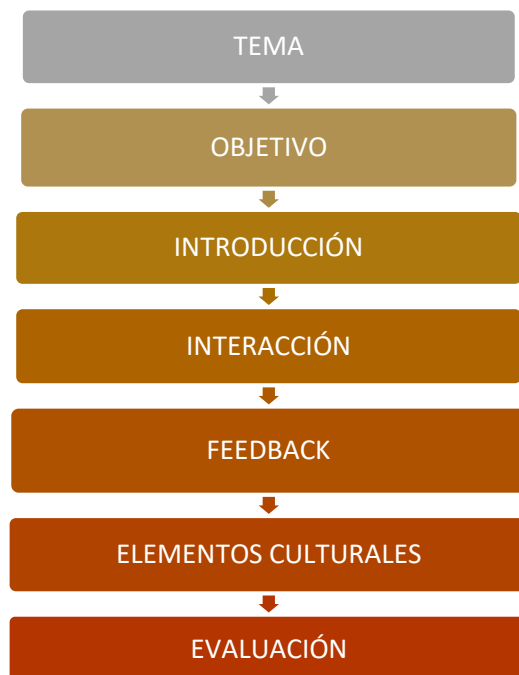 TEMA
OBJETIVO
INTRODUCCIÓN
INTERACCIÓN
FEEDBACK
ELEMENTOS CULTURALES
EVALUACIÓN